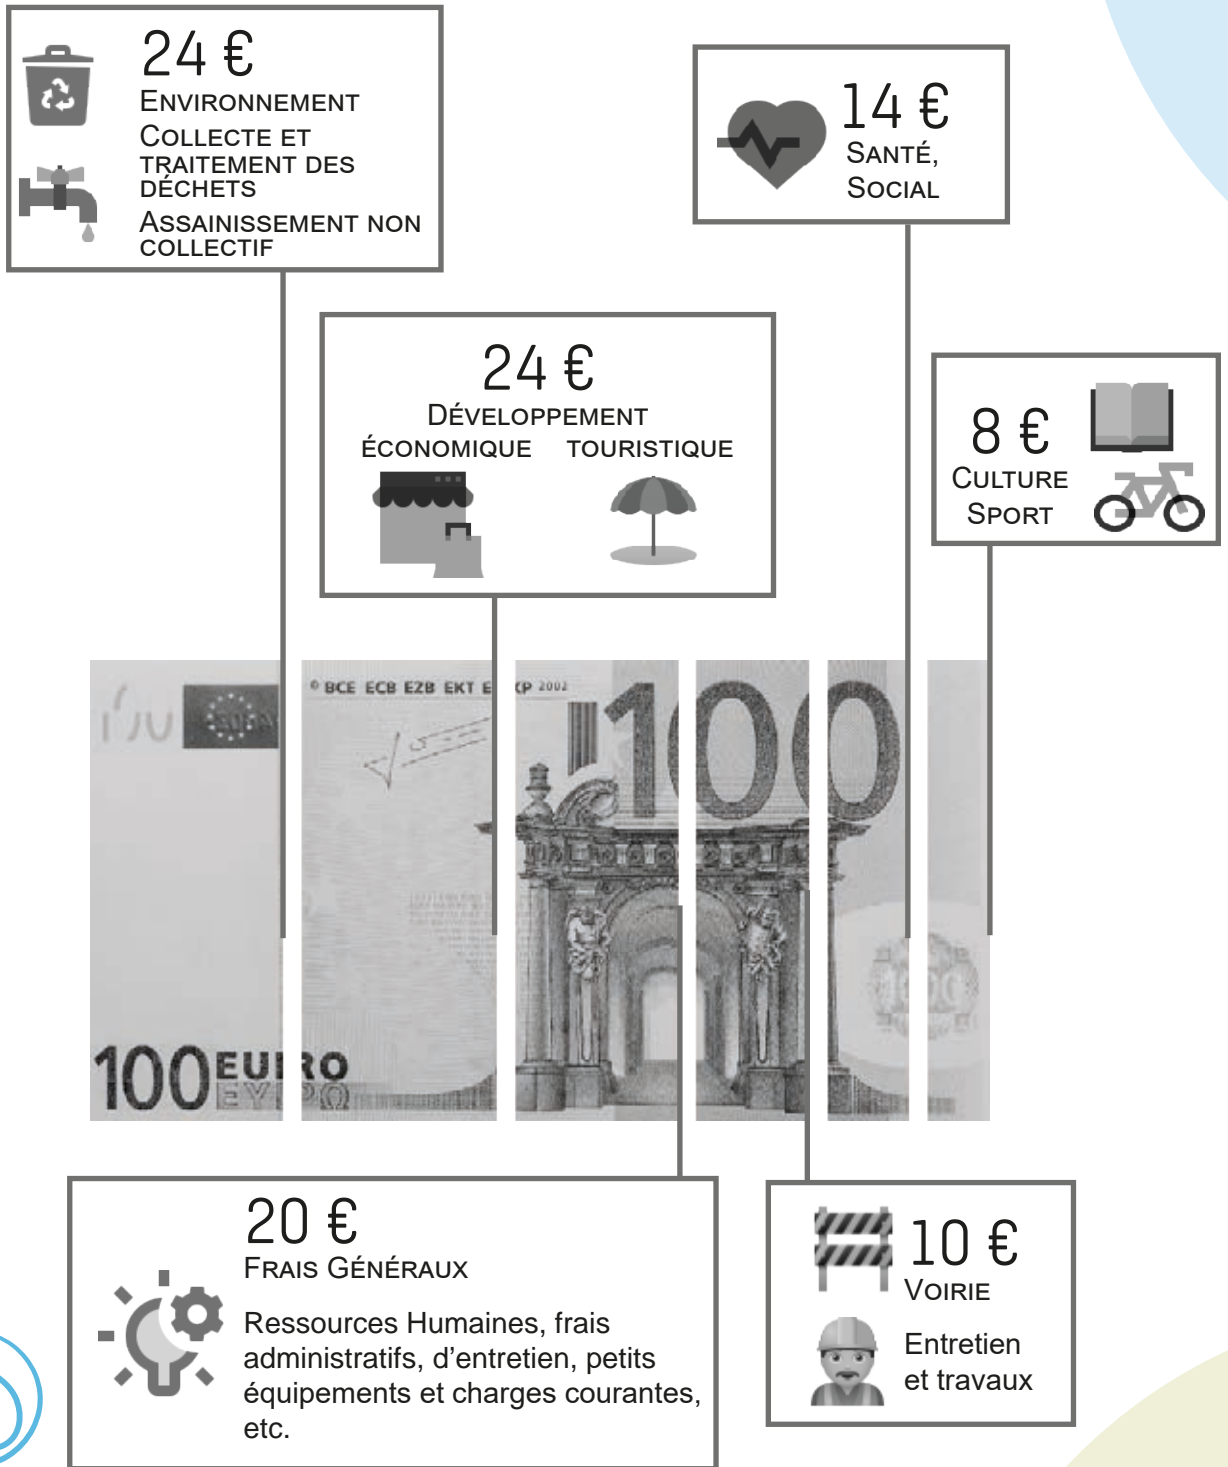 24 €
ENVIRONNEMENT
COLLECTE ET
TRAITEMENT DES
DÉCHETS
ASSAINISSEMENT NON
COLLECTIF
14 €
SANTÉ,
SOCIAL
24 €
DÉVELOPPEMENT
ÉCONOMIQUE TOURISTIQUE
8 €
CULTURE
SPORT
© BCE ECB EZB EKT EKP 2002
100
100 EURO
ΕΥΡΩ
20 €
FRAIS GÉNÉRAUX
Ressources Humaines, frais
administratifs, d'entretien, petits
équipements et charges courantes,
etc.
10 €
VOIRIE
Entretien
et travaux